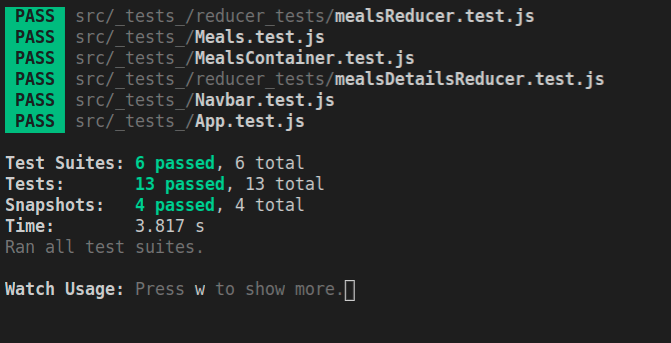 PASS src/_tests_/reducer_tests/mealsReducer.test.js
PASS src/_tests_/Meals.test.js
PASS src/_tests_/MealsContainer.test.js
PASS src/_tests_/reducer_tests/mealsDetailsReducer.test.js
PASS src/_tests_/Navbar.test.js
PASS src/_tests_/App.test.js
Test Suites: 6 passed, 6 total
Tests: 13 passed, 13 total
Snapshots: 4 passed, 4 total
Time: 3.817 s
Ran all test suites.
Watch Usage: Press w to show more.